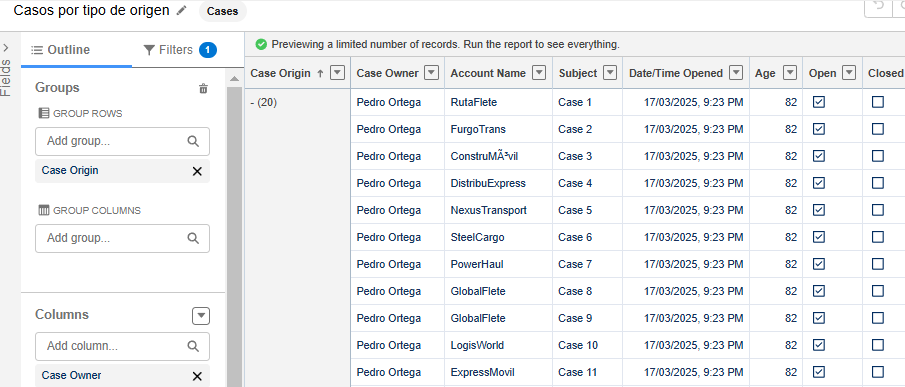 Casos por tipo de origen Cases
Fields
Outline Filters 1
Previewing a limited number of records. Run the report to see everything.
Groups
GROUP ROWS
Add group...
Case Origin
GROUP COLUMNS
Add group...
Columns
Add column...
Case Owner
Case Origin Case Owner Account Name Subject Date/Time Opened Age Open Closed
- (20) Pedro Ortega RutaFlete Case 1 17/03/2025, 9:23 PM 82
Pedro Ortega FurgoTrans Case 2 17/03/2025, 9:23 PM 82
Pedro Ortega ConstruMÃ³vil Case 3 17/03/2025, 9:23 PM 82
Pedro Ortega DistribuExpress Case 4 17/03/2025, 9:23 PM 82
Pedro Ortega NexusTransport Case 5 17/03/2025, 9:23 PM 82
Pedro Ortega SteelCargo Case 6 17/03/2025, 9:23 PM 82
Pedro Ortega PowerHaul Case 7 17/03/2025, 9:23 PM 82
Pedro Ortega GlobalFlete Case 8 17/03/2025, 9:23 PM 82
Pedro Ortega GlobalFlete Case 9 17/03/2025, 9:23 PM 82
Pedro Ortega LogisWorld Case 10 17/03/2025, 9:23 PM 82
Pedro Ortega ExpressMovil Case 11 17/03/2025, 9:23 PM 82